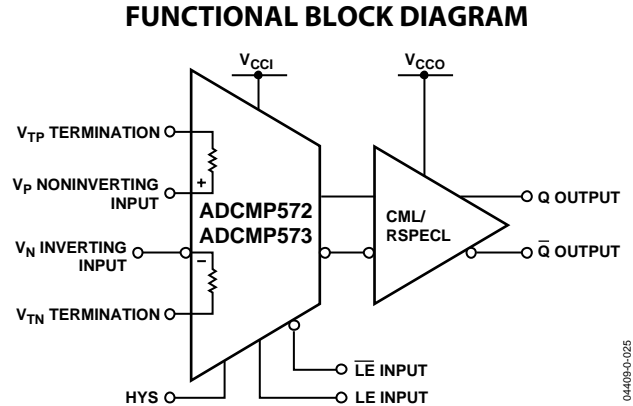 FUNCTIONAL BLOCK DIAGRAM
VCCI
VCCO
VTP TERMINATION
VP NONINVERTING
INPUT
+
ADCMP572
ADCMP573
CML/
RSPECL
Q OUTPUT
VN INVERTING
INPUT
–
Q̅ OUTPUT
VTN TERMINATION
L̅E̅ INPUT
HYS
LE INPUT
04409-0-025